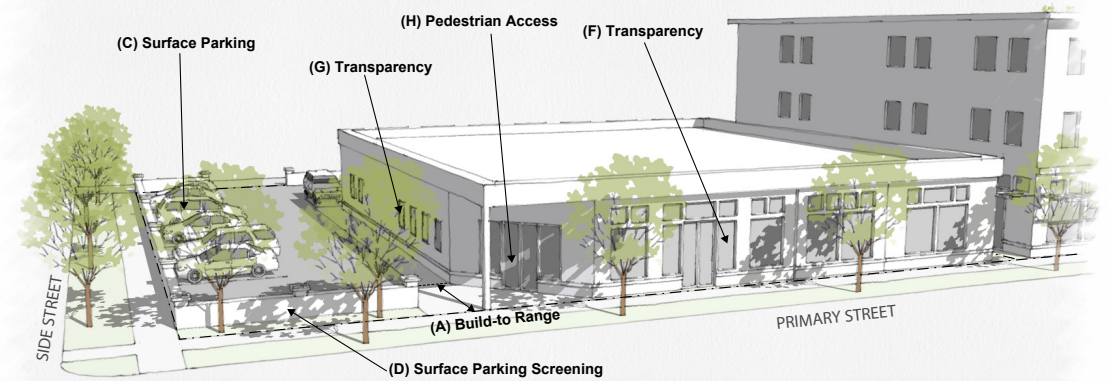 (H) Pedestrian Access
(F) Transparency
(C) Surface Parking
(G) Transparency
SIDE STREET
(A) Build-to Range
PRIMARY STREET
(D) Surface Parking Screening